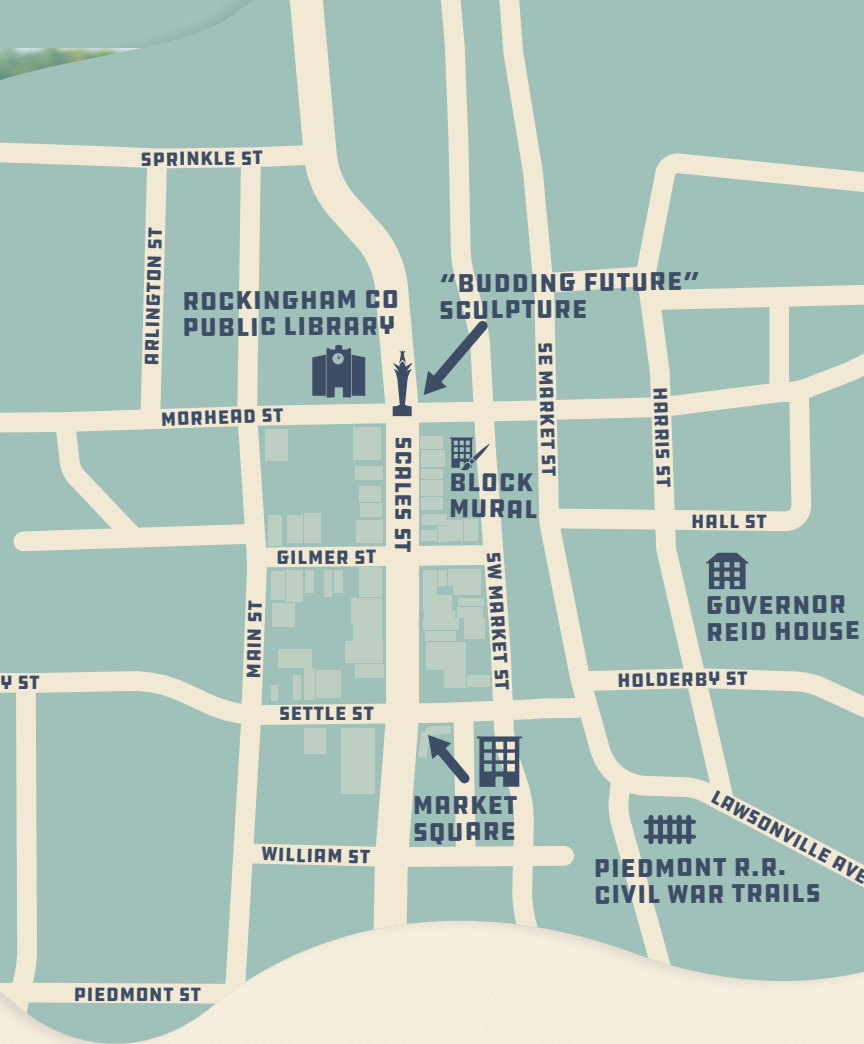 SPRINKLE ST
ARLINGTON ST
"BUDDING FUTURE"
SCULPTURE
ROCKINGHAM CO
PUBLIC LIBRARY
SE MARKET ST
HARRIS ST
MORHEAD ST
SCALES ST
BLOCK
MURAL
HALL ST
GILMER ST
SW MARKET ST
GOVERNOR
REID HOUSE
MAIN ST
Y ST
HOLDERBY ST
SETTLE ST
MARKET
SQUARE
LAWSONVILLE AVE
WILLIAM ST
PIEDMONT R.R.
CIVIL WAR TRAILS
PIEDMONT ST